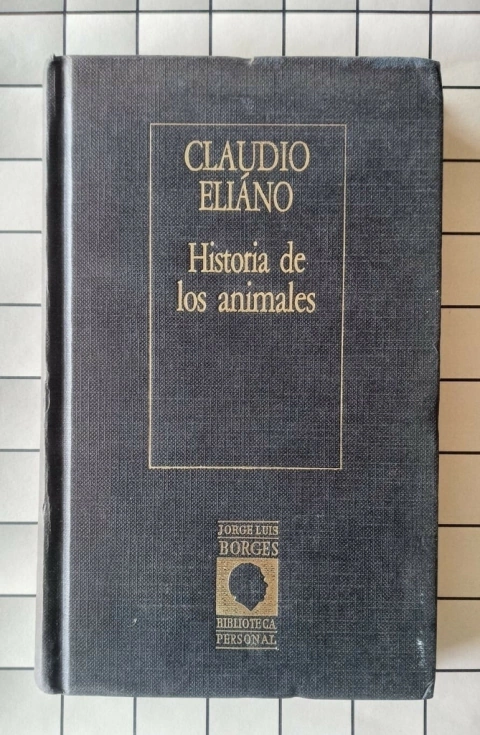 CLAUDIO
ELIÁNO
Historia de
los animales
JORGE LUIS
BORGES
BIBLIOTECA
PERSONAL